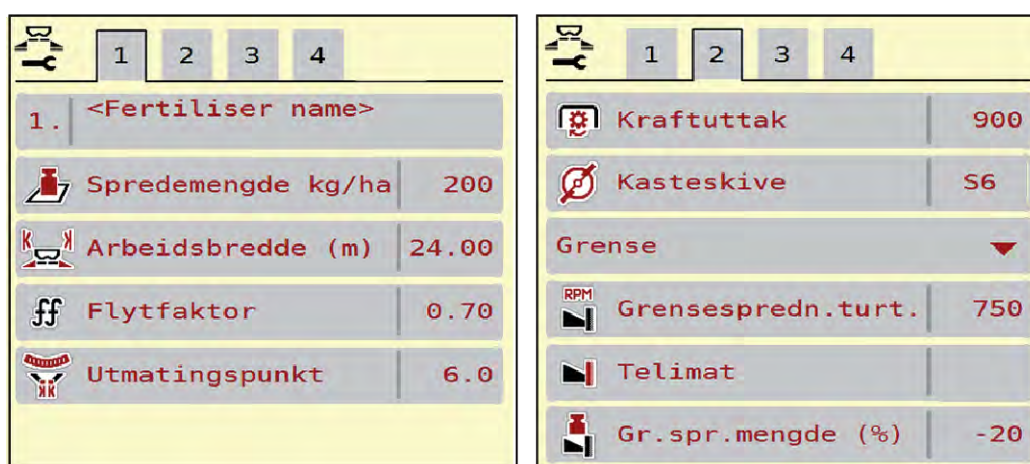 1 2 3 4
1. <Fertiliser name>
Spredemengde kg/ha 200
Arbeidsbredde (m) 24.00
ff Flytfaktor 0.70
KK Utmatingspunkt 6.0
1 2 3 4
Kraftuttak 900
Kasteskive S6
Grense
RPM Grensespredn.turt. 750
Telimat
Gr.spr.mengde (%) -20